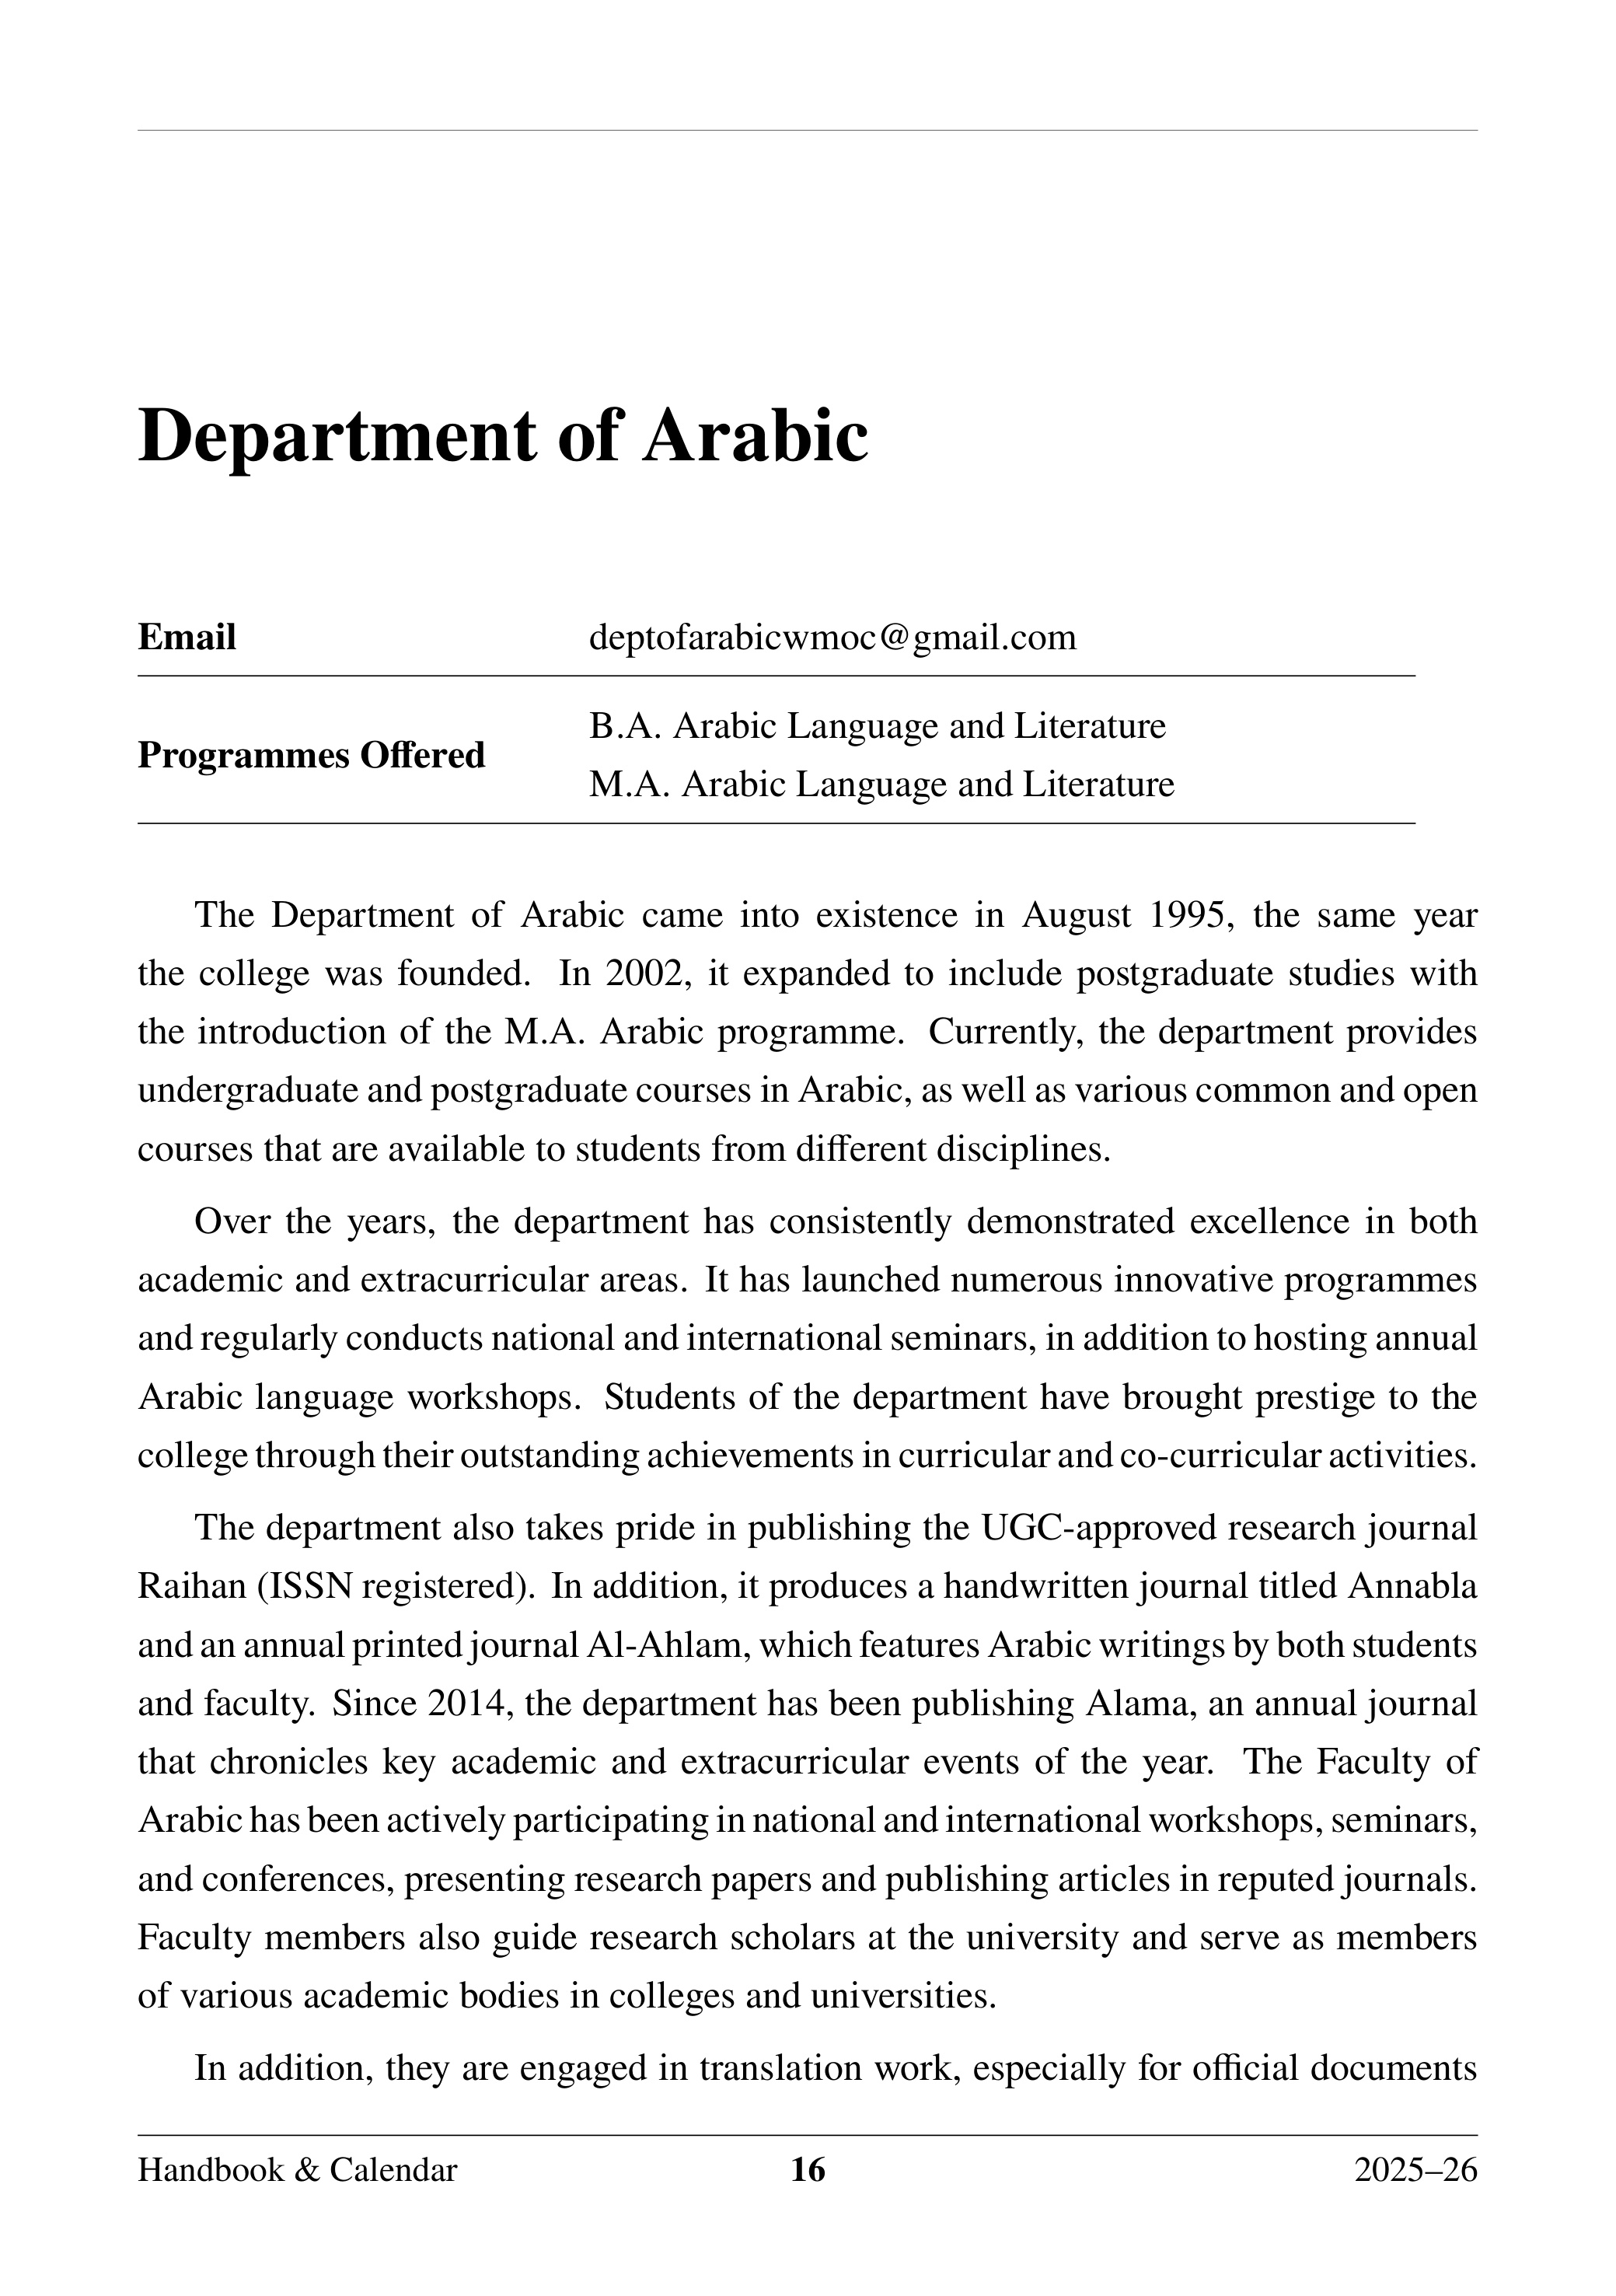 Department of Arabic
Email deptofarabicwmoc@gmail.com
Programmes Offered
B.A. Arabic Language and Literature
M.A. Arabic Language and Literature
The Department of Arabic came into existence in August 1995, the same year
the college was founded. In 2002, it expanded to include postgraduate studies with
the introduction of the M.A. Arabic programme. Currently, the department provides
undergraduate and postgraduate courses in Arabic, as well as various common and open
courses that are available to students from different disciplines.
Over the years, the department has consistently demonstrated excellence in both
academic and extracurricular areas. It has launched numerous innovative programmes
and regularly conducts national and international seminars, in addition to hosting annual
Arabic language workshops. Students of the department have brought prestige to the
college through their outstanding achievements in curricular and co-curricular activities.
The department also takes pride in publishing the UGC-approved research journal
Raihan (ISSN registered). In addition, it produces a handwritten journal titled Annabla
and an annual printed journal Al-Ahlam, which features Arabic writings by both students
and faculty. Since 2014, the department has been publishing Alama, an annual journal
that chronicles key academic and extracurricular events of the year. The Faculty of
Arabic has been actively participating in national and international workshops, seminars,
and conferences, presenting research papers and publishing articles in reputed journals.
Faculty members also guide research scholars at the university and serve as members
of various academic bodies in colleges and universities.
In addition, they are engaged in translation work, especially for official documents
Handbook & Calendar 16 2025–26